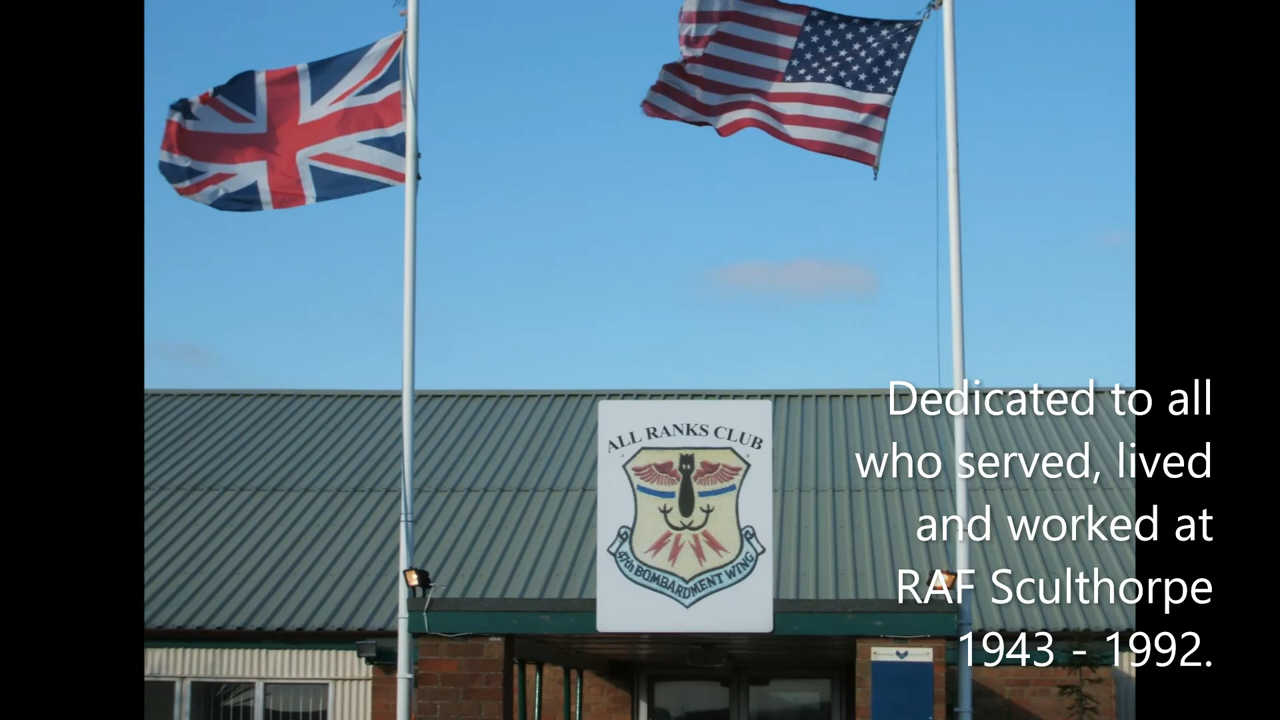 ALL RANKS CLUB
47th BOMBARDMENT WING
Dedicated to all
who served, lived
and worked at
RAF Sculthorpe
1943 - 1992.